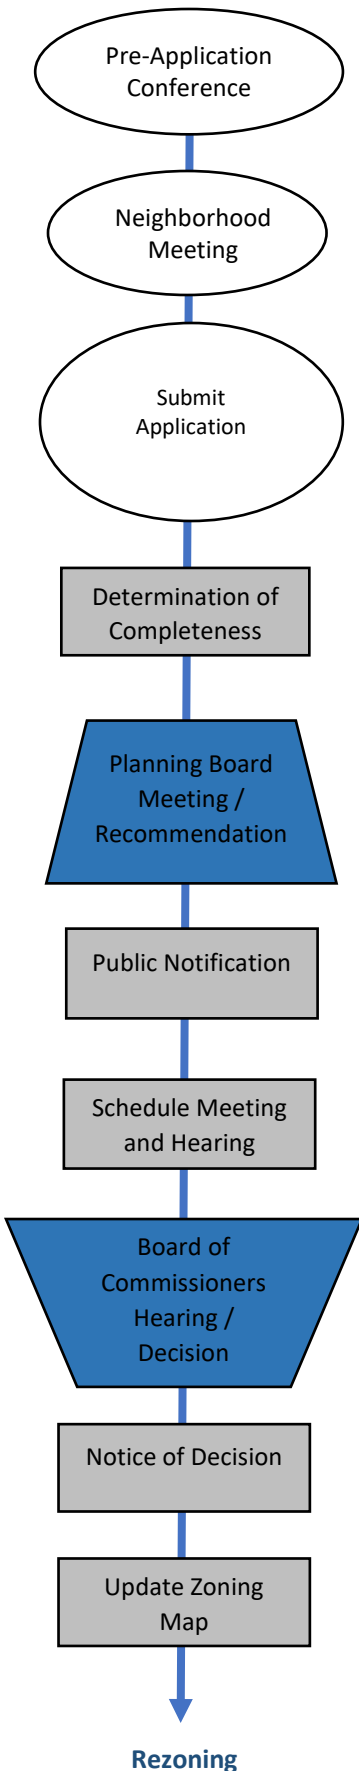 Pre-Application
Conference
Neighborhood
Meeting
Submit
Application
Determination of
Completeness
Planning Board
Meeting /
Recommendation
Public Notification
Schedule Meeting
and Hearing
Board of
Commissioners
Hearing /
Decision
Notice of Decision
Update Zoning
Map
Rezoning